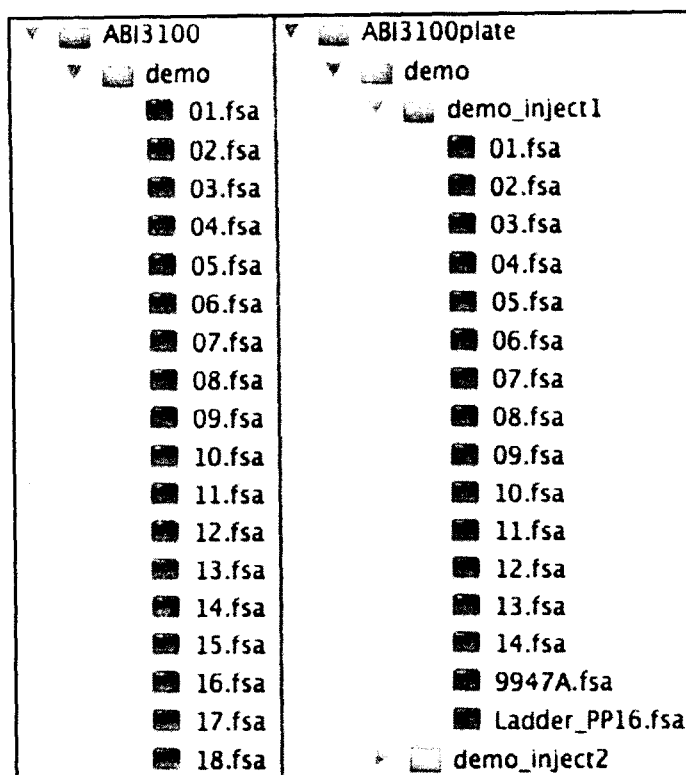 ABI3100
demo
01.fsa
02.fsa
03.fsa
04.fsa
05.fsa
06.fsa
07.fsa
08.fsa
09.fsa
10.fsa
11.fsa
12.fsa
13.fsa
14.fsa
15.fsa
16.fsa
17.fsa
18.fsa
ABI3100plate
demo
demo_inject1
01.fsa
02.fsa
03.fsa
04.fsa
05.fsa
06.fsa
07.fsa
08.fsa
09.fsa
10.fsa
11.fsa
12.fsa
13.fsa
14.fsa
9947A.fsa
Ladder_PP16.fsa
demo_inject2